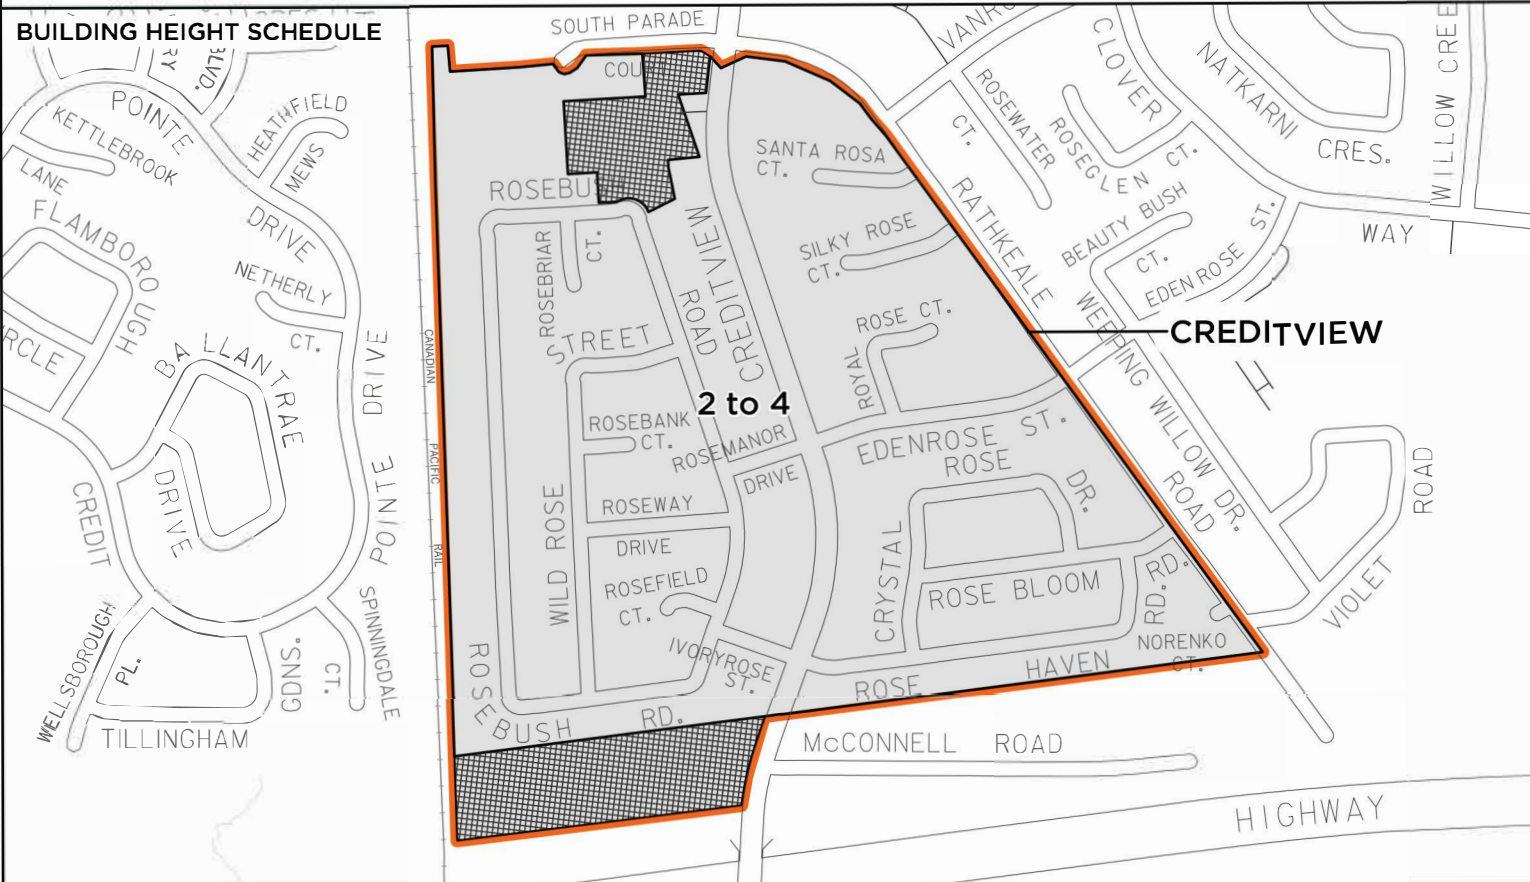 BUILDING HEIGHT SCHEDULE
SOUTH PARADE
BLVD.
POINTE
HEATHFIELD
MEWS
KETTLEBROOK
LANE
FLAMBOROUGH
DRIVE
NETHERLY
CT.
BALLANTRAE
DRIVE
DRIVE
POINTE
CREDIT
WELLSBOROUGH
PL.
TILLINGHAM
GDNS.
SPINNINGDALE
CT.
CANADIAN
PACIFIC
RAIL
ROSEBUSH
RD.
ROSEBRIAR
CT.
STREET
WILD ROSE
ROSEBANK
CT.
ROSEMANOR
DRIVE
ROSEWAY
DRIVE
ROSEFIELD
CT.
IVORYROSE
ST.
CREDITVIEW
ROAD
CREDITVIEW
2 to 4
SANTA ROSA
CT.
SILKY ROSE
CT.
ROSE CT.
ROYAL
EDENROSE ST.
ROSE
DR.
CRYSTAL
ROSE BLOOM
RD.
RD.
NORENKO
CT.
ROSE HAVEN
McCONNELL ROAD
HIGHWAY
RATHKEALE
ROAD
CREDITVIEW
WEEPING WILLOW DR.
ROSEWATER
CT.
ROSEGLEN
CT.
BEAUTY BUSH
CT.
EDEN ROSE ST.
CLOVER
NATKARNI
CRES.
WAY
VIOLET
ROAD